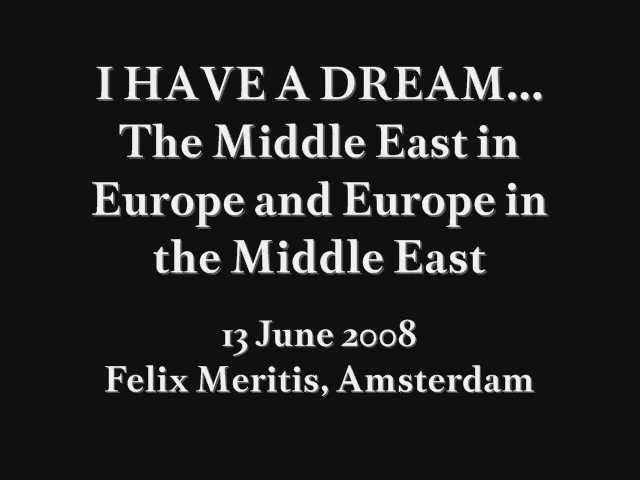 I HAVE A DREAM...
The Middle East in
Europe and Europe in
the Middle East
13 June 2008
Felix Meritis, Amsterdam